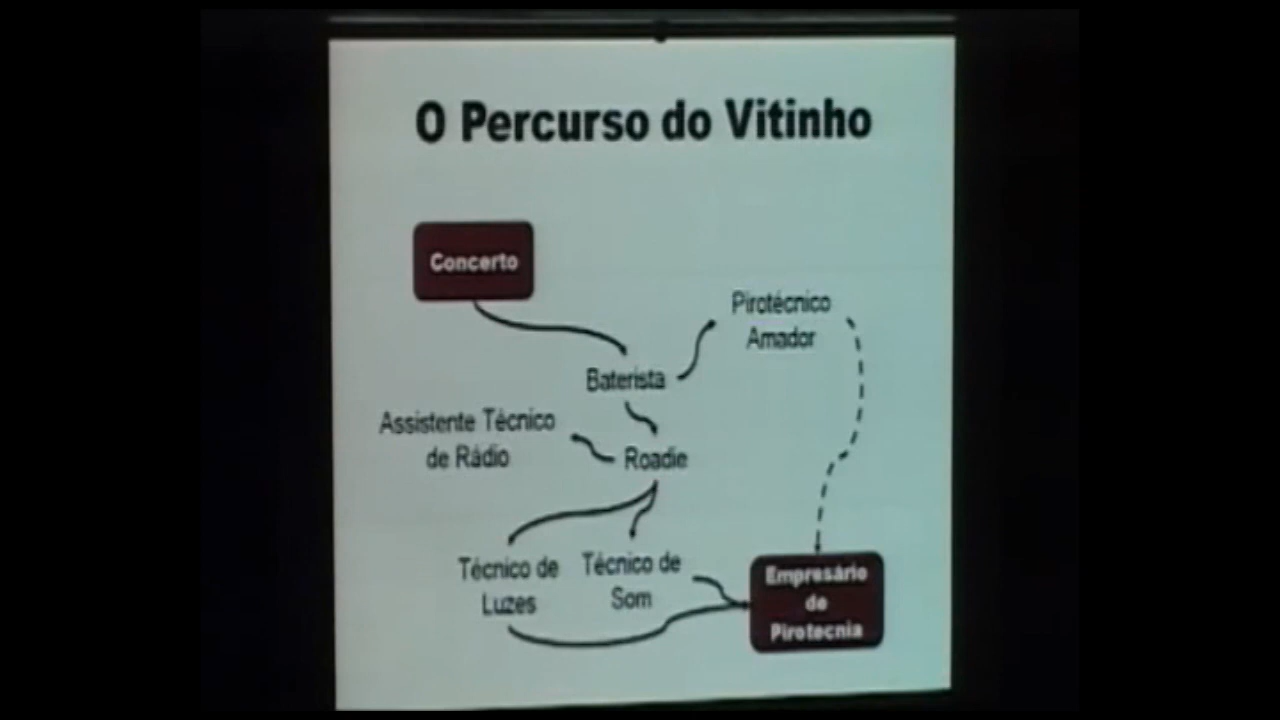 O Percurso do Vitinho
Concerto
Pirotécnico
Amador
Baterista
Assistente Técnico
de Rádio
Roadie
Técnico de
Luzes
Técnico de
Som
Empresário
de
Pirotecnia